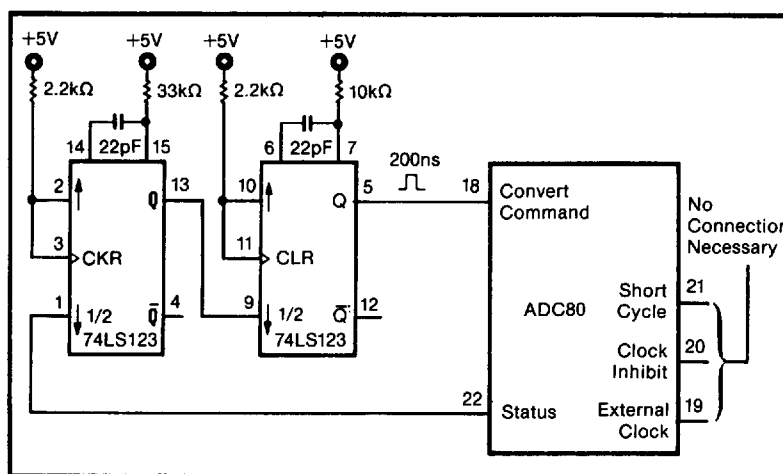 +5V +5V +5V +5V
2.2kΩ 33kΩ 2.2kΩ 10kΩ
14 22pF 15 6 22pF 7
200ns
2 Q 13 10 Q 5 18 Convert Command
No Connection Necessary
3 CKR 11 CLR
21 Short Cycle
ADC80
1 1/2 74LS123 Q̅ 4 9 1/2 74LS123 Q̅ 12
20 Clock Inhibit
22 Status
19 External Clock